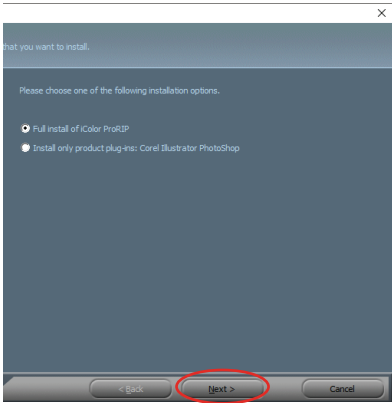 that you want to install.
Please choose one of the following installation options.
Full install of iColor ProRIP
Install only product plug-ins: Corel Illustrator PhotoShop
< Back Next > Cancel